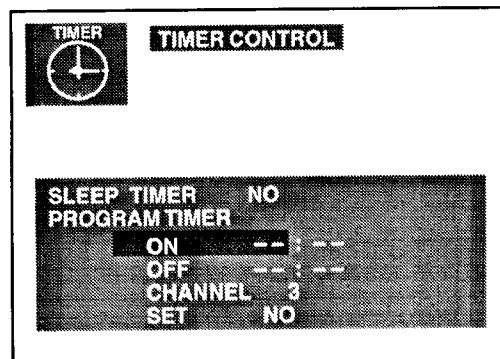 TIMER
TIMER CONTROL
SLEEP TIMER NO
PROGRAM TIMER
ON -- : --
OFF -- : --
CHANNEL 3
SET NO